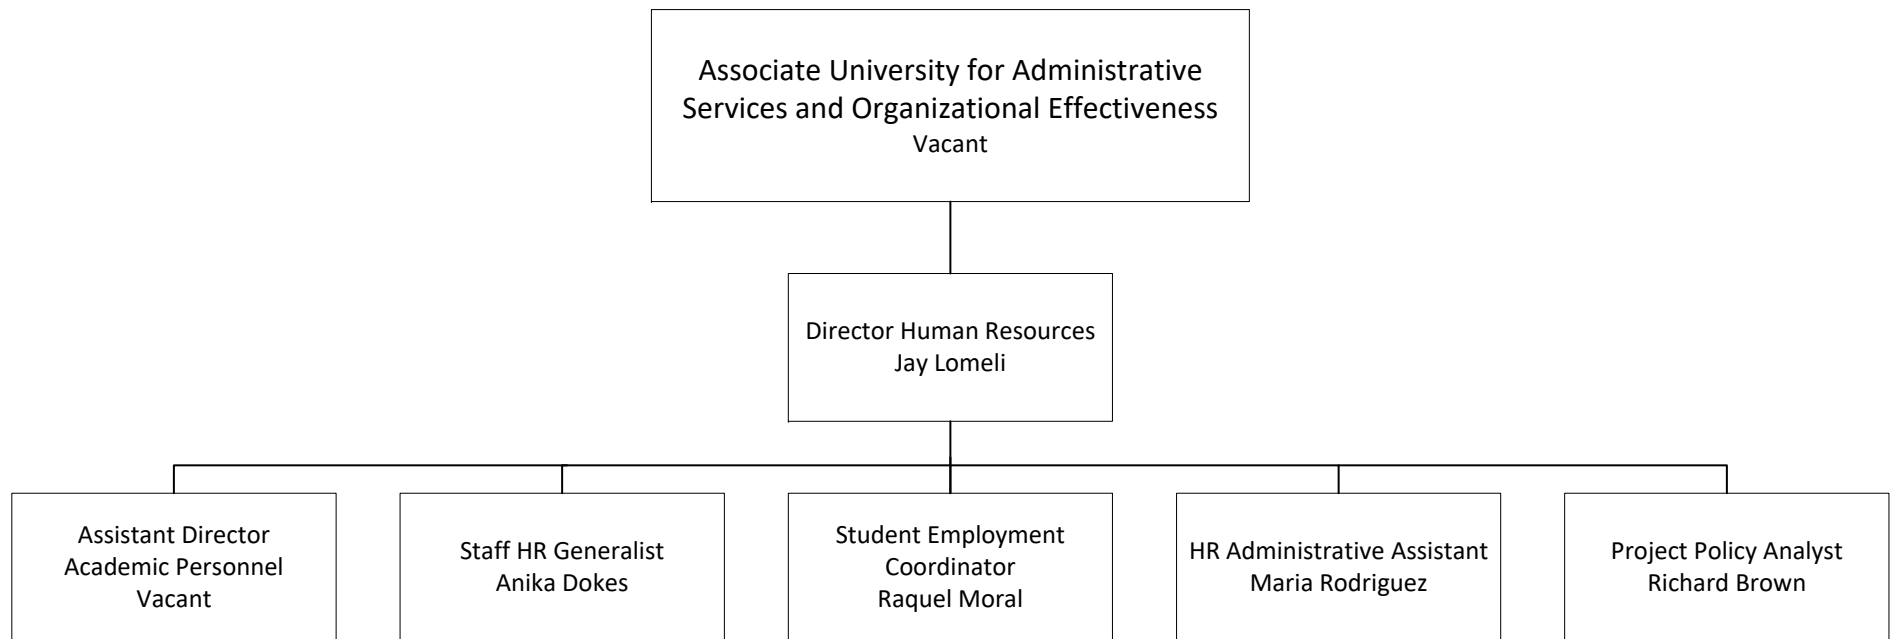 Associate University for Administrative
Services and Organizational Effectiveness
Vacant
Director Human Resources
Jay Lomeli
Assistant Director
Academic Personnel
Vacant
Staff HR Generalist
Anika Dokes
Student Employment
Coordinator
Raquel Moral
HR Administrative Assistant
Maria Rodriguez
Project Policy Analyst
Richard Brown